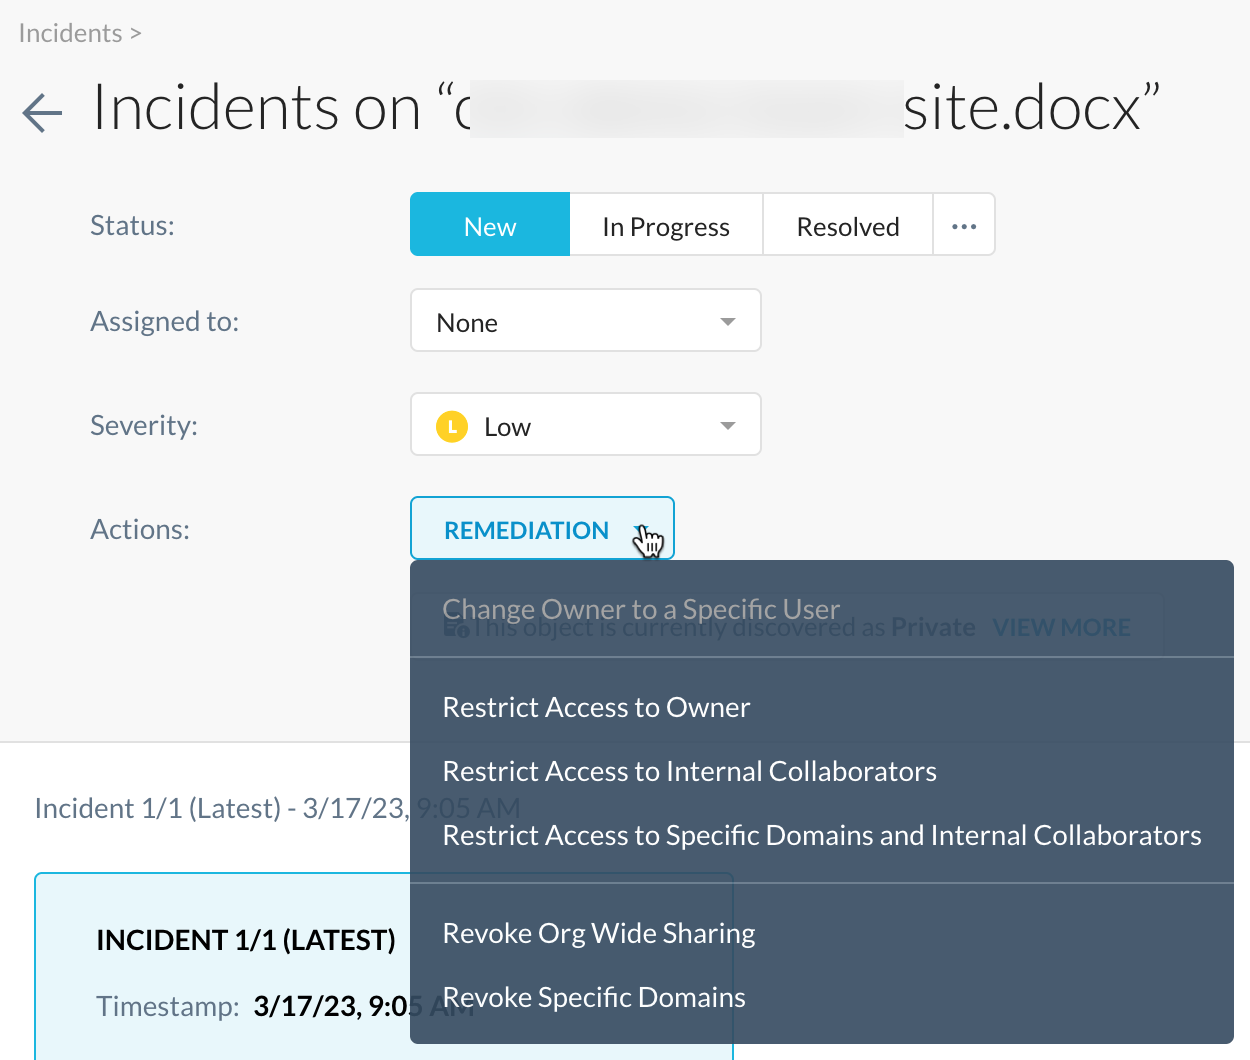 Incidents >
Incidents on “c site.docx”
Status:
New
In Progress
Resolved
...
Assigned to:
None
Severity:
L Low
Actions:
REMEDIATION
Change Owner to a Specific User
This object is currently discovered as Private VIEW MORE
Restrict Access to Owner
Restrict Access to Internal Collaborators
Incident 1/1 (Latest) - 3/17/23, 9:05 AM
Restrict Access to Specific Domains and Internal Collaborators
Revoke Org Wide Sharing
INCIDENT 1/1 (LATEST)
Revoke Specific Domains
Timestamp: 3/17/23, 9:05 AM